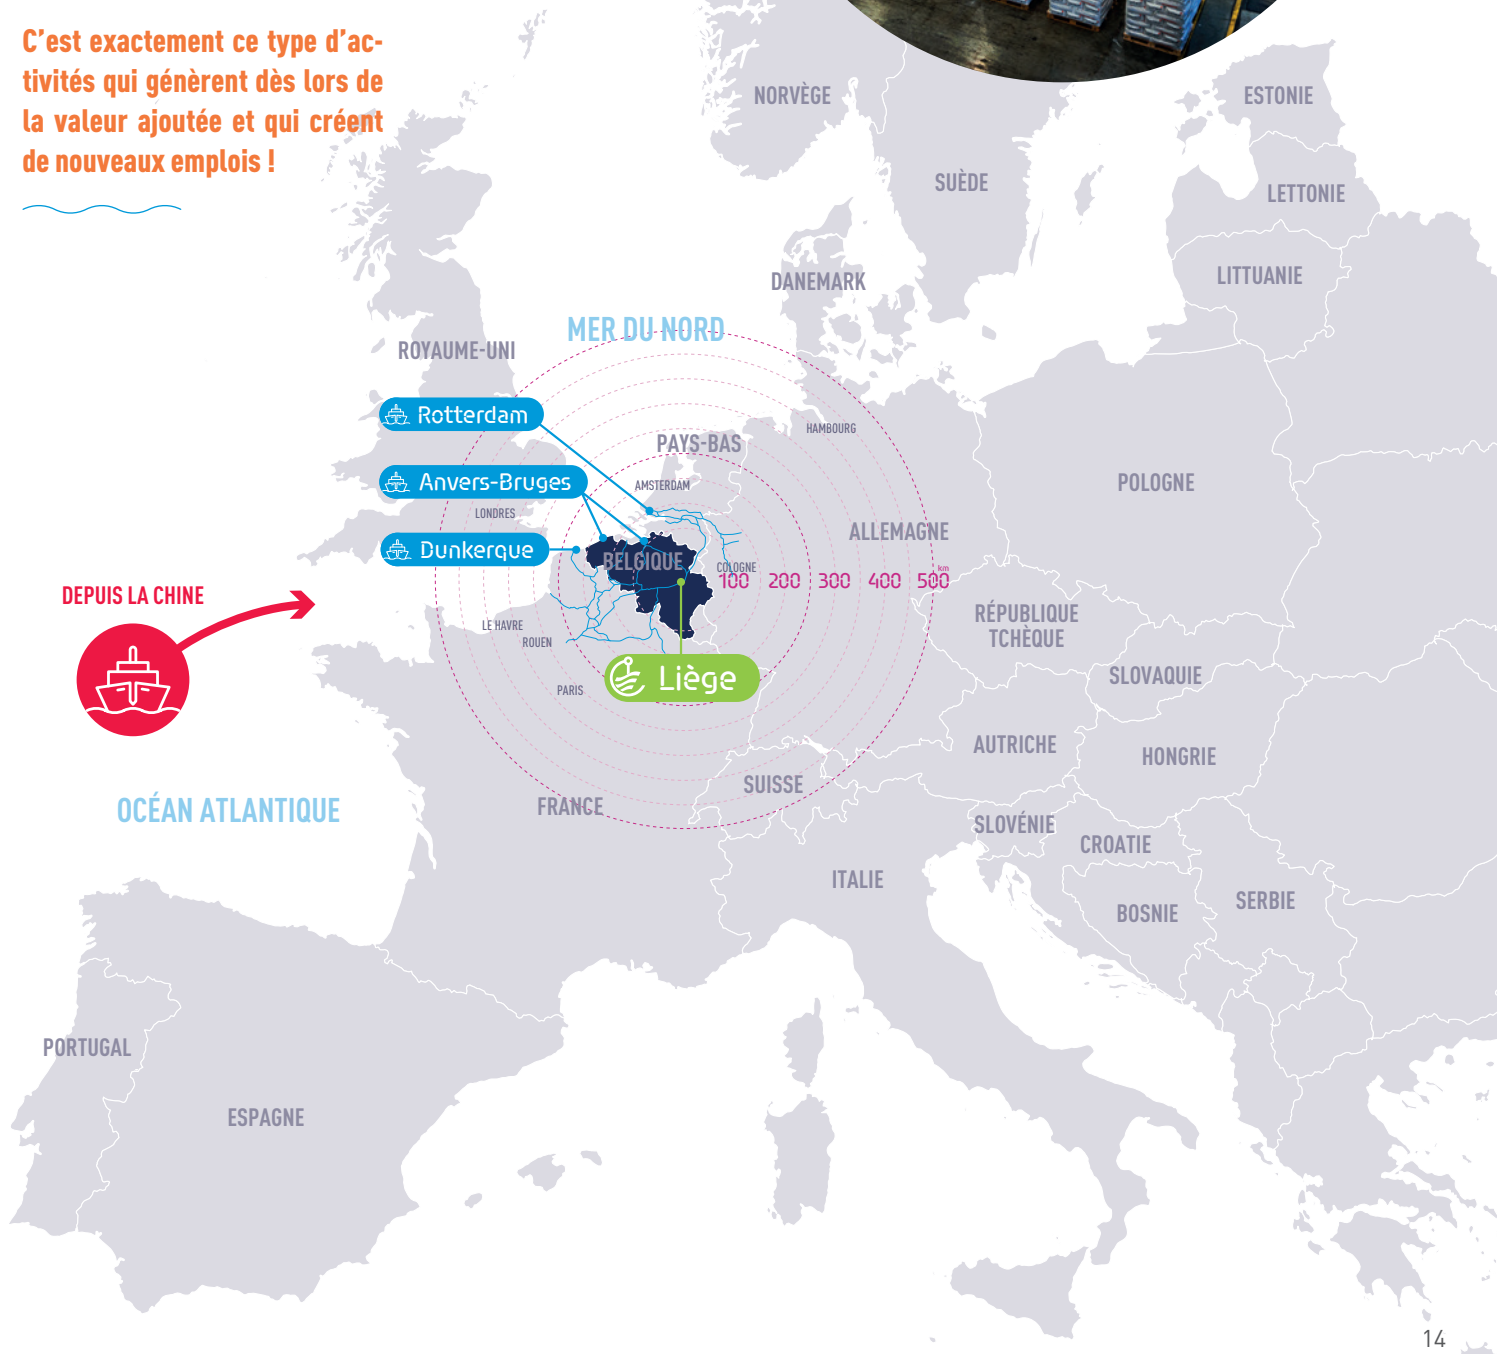 C'est exactement ce type d'ac-
tivités qui génèrent dès lors de
la valeur ajoutée et qui créent
de nouveaux emplois !
NORVÈGE
ESTONIE
SUÈDE
LETTONIE
DANEMARK
LITTUANIE
MER DU NORD
ROYAUME-UNI
Rotterdam
HAMBOURG
PAYS-BAS
Anvers-Bruges
AMSTERDAM
POLOGNE
LONDRES
ALLEMAGNE
Dunkerque
BELGIQUE
COLOGNE
100 200 300 400 500 km
DEPUIS LA CHINE
LE HAVRE
RÉPUBLIQUE
TCHÈQUE
ROUEN
Liège
SLOVAQUIE
PARIS
AUTRICHE
HONGRIE
SUISSE
OCÉAN ATLANTIQUE
FRANCE
SLOVÉNIE
CROATIE
ITALIE
SERBIE
BOSNIE
PORTUGAL
ESPAGNE
14